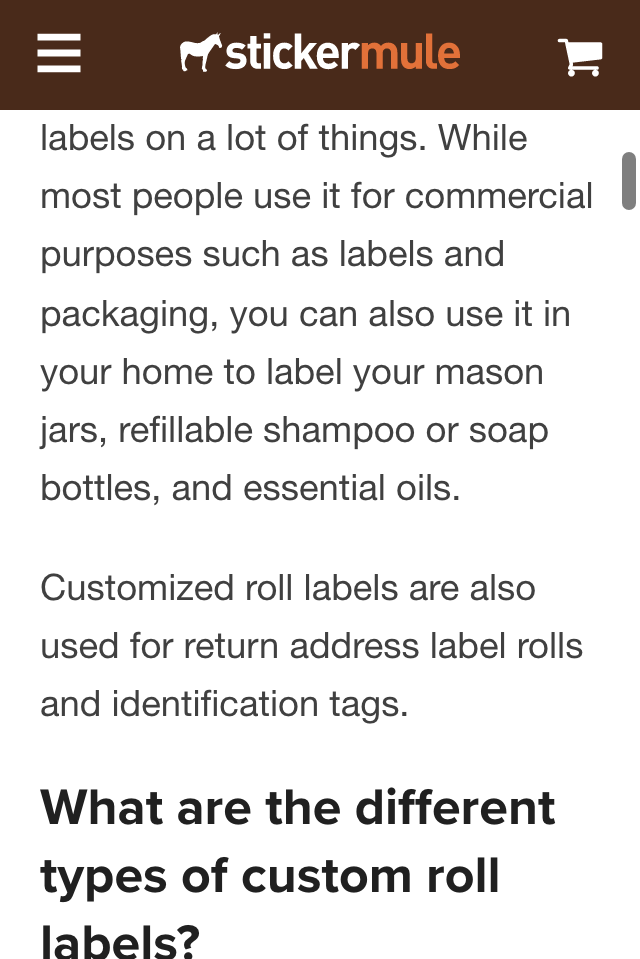 stickermule
labels on a lot of things. While
most people use it for commercial
purposes such as labels and
packaging, you can also use it in
your home to label your mason
jars, refillable shampoo or soap
bottles, and essential oils.
Customized roll labels are also
used for return address label rolls
and identification tags.
What are the different
types of custom roll
labels?